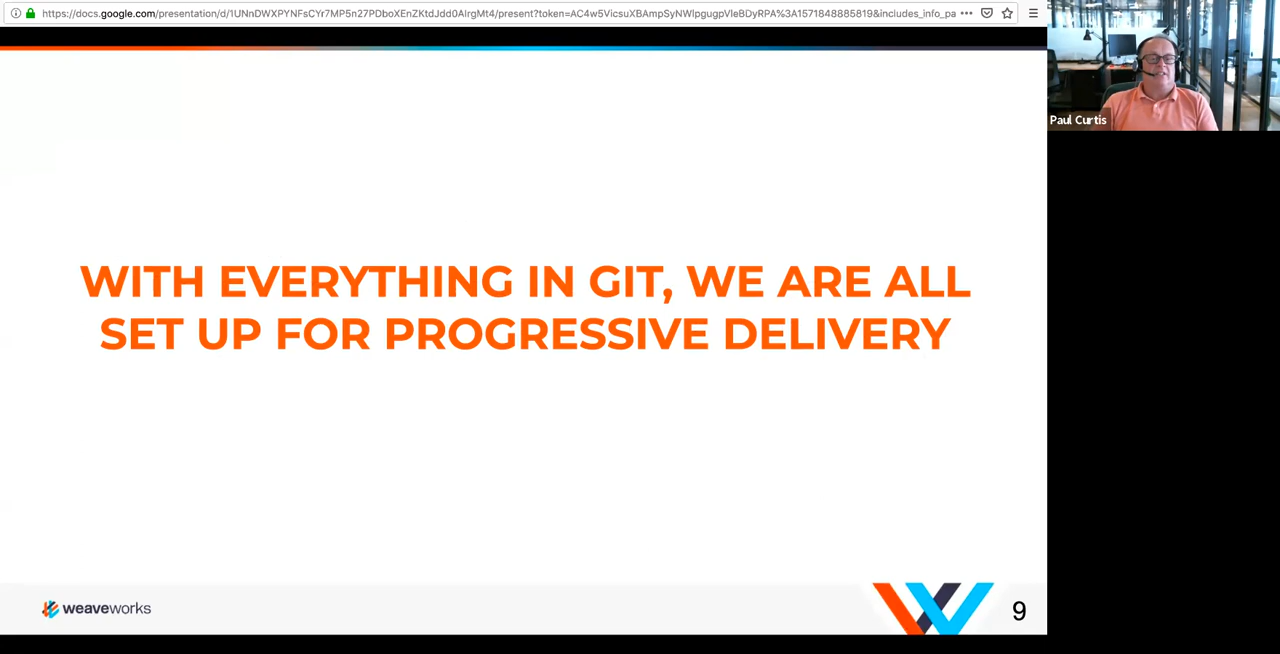 https://docs.google.com/presentation/d/1UNnDWXPYNFsCYr7MP5n27PDboXEnZKtdJdd0AIrgMt4/present?token=AC4w5VicsuXBAmpSyNWlpgugpVleBDyRPA%3A1571848885819&includes_info_pa
Paul Curtis
WITH EVERYTHING IN GIT, WE ARE ALL
SET UP FOR PROGRESSIVE DELIVERY
weaveworks
9